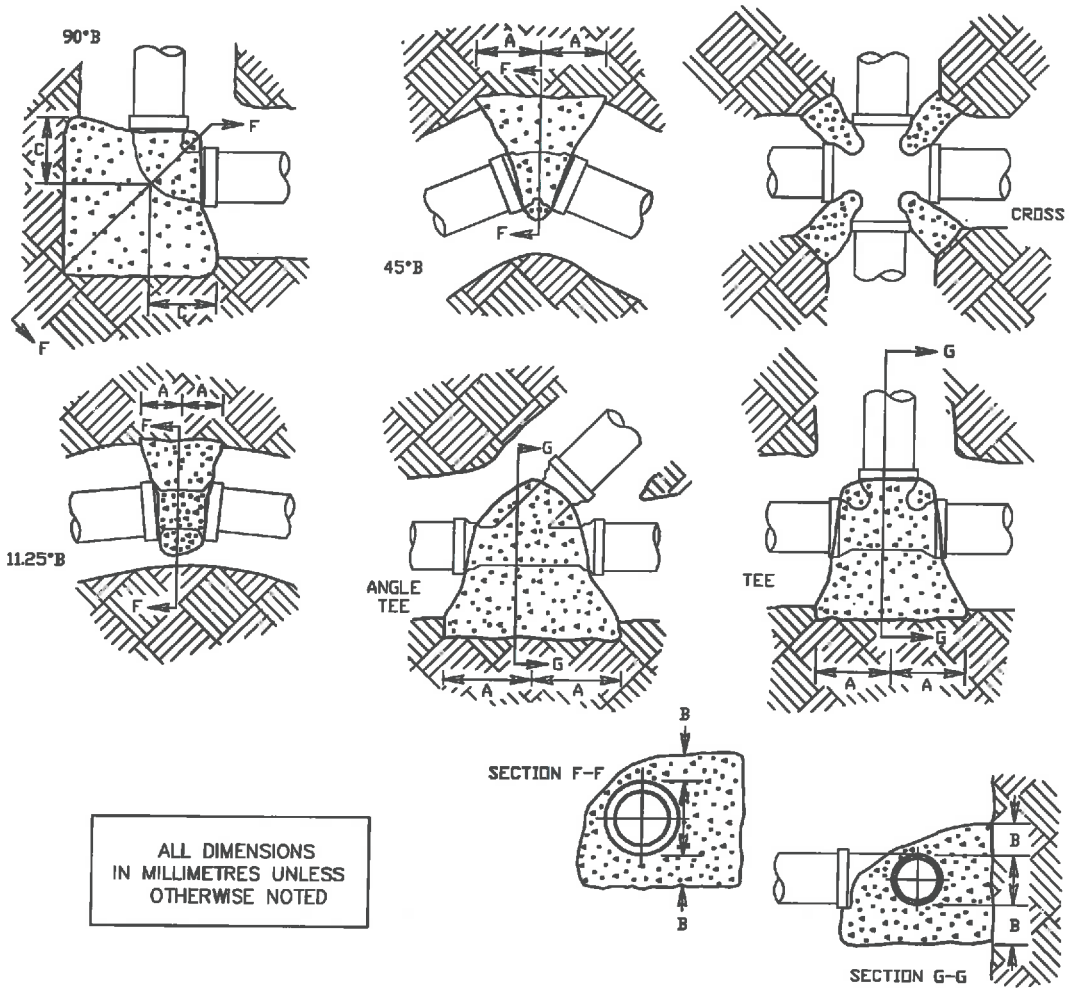 90°B
A
A
F
F
C
F
45°B
CROSS
C
F
G
A
A
F
G
11.25°B
ANGLE
TEE
TEE
F
G
G
A
A
A
A
B
SECTION F-F
B
ALL DIMENSIONS
IN MILLIMETRES UNLESS
OTHERWISE NOTED
B
B
SECTION G-G